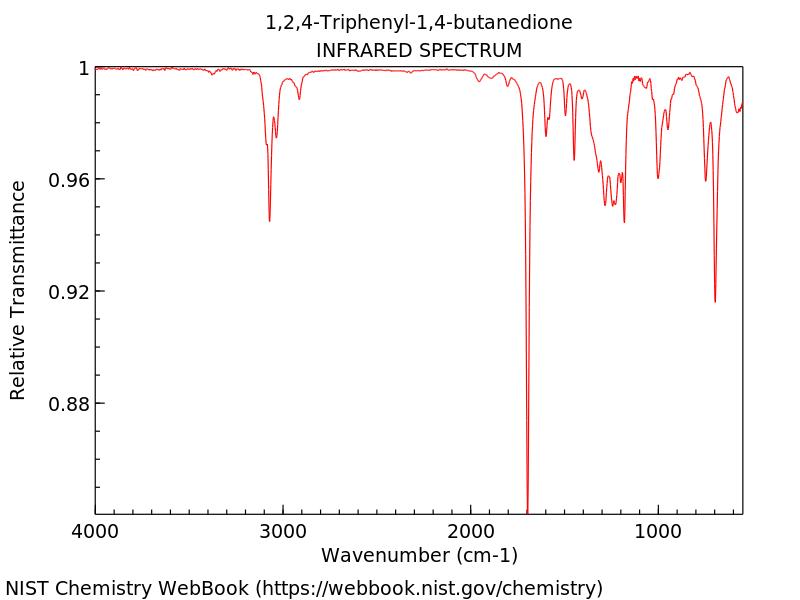 1,2,4-Triphenyl-1,4-butanedione
INFRARED SPECTRUM
1
0.96
0.92
0.88
Relative Transmittance
4000 3000 2000 1000
Wavenumber (cm-1)
NIST Chemistry WebBook (https://webbook.nist.gov/chemistry)